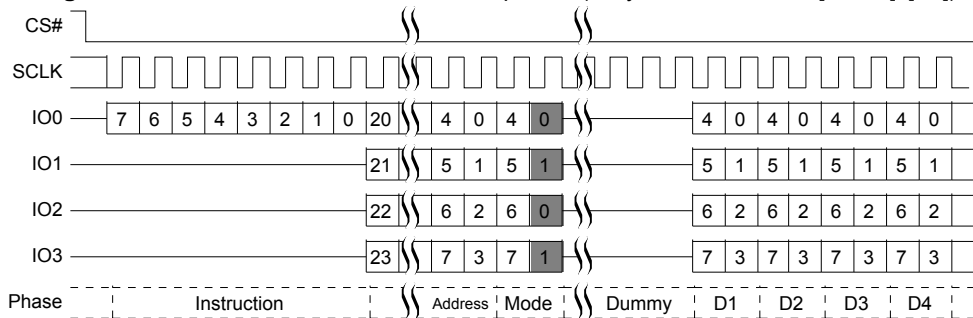 CS#
SCLK
IO0 7 6 5 4 3 2 1 0 20 4 0 4 0 4 0 4 0 4 0 4 0
IO1 21 5 1 5 1 5 1 5 1 5 1 5 1
IO2 22 6 2 6 0 6 2 6 2 6 2 6 2
IO3 23 7 3 7 1 7 3 7 3 7 3 7 3
Phase Instruction Address Mode Dummy D1 D2 D3 D4